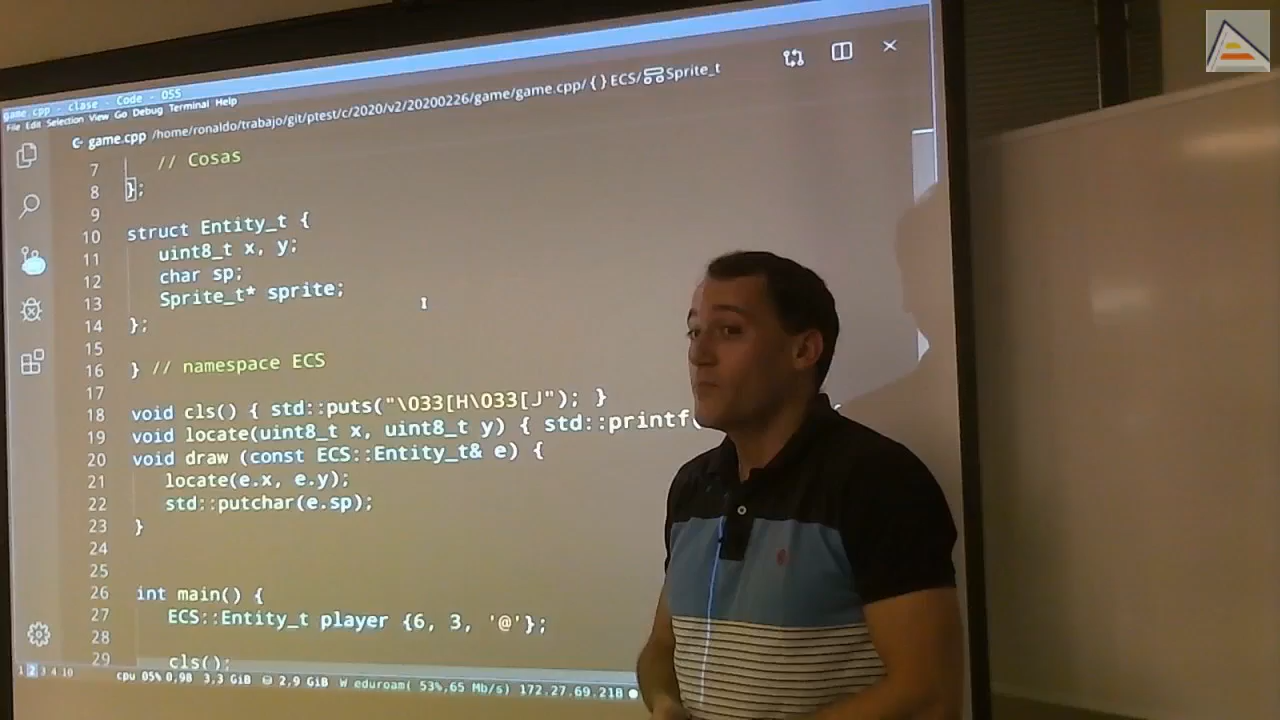 game.cpp - clase - Code - OSS
File Edit Selection View Go Debug Terminal Help
game.cpp /home/ronaldo/trabajo/git/ptest/c/2020/v2/20200226/game/game.cpp/ {} ECS/ Sprite_t
7 // Cosas
8 };
9
10 struct Entity_t {
11 uint8_t x, y;
12 char sp;
13 Sprite_t* sprite;
14 };
15
16 } // namespace ECS
17
18 void cls() { std::puts("\033[H\033[J"); }
19 void locate(uint8_t x, uint8_t y) { std::printf(
20 void draw (const ECS::Entity_t& e) {
21 locate(e.x, e.y);
22 std::putchar(e.sp);
23 }
24
25
26 int main() {
27 ECS::Entity_t player {6, 3, '@'};
28
29 cls();
1 2 3 4 10 cpu 05% 0,98 3,3 GiB 2,9 GiB W eduroam( 53%,65 Mb/s) 172.27.69.218